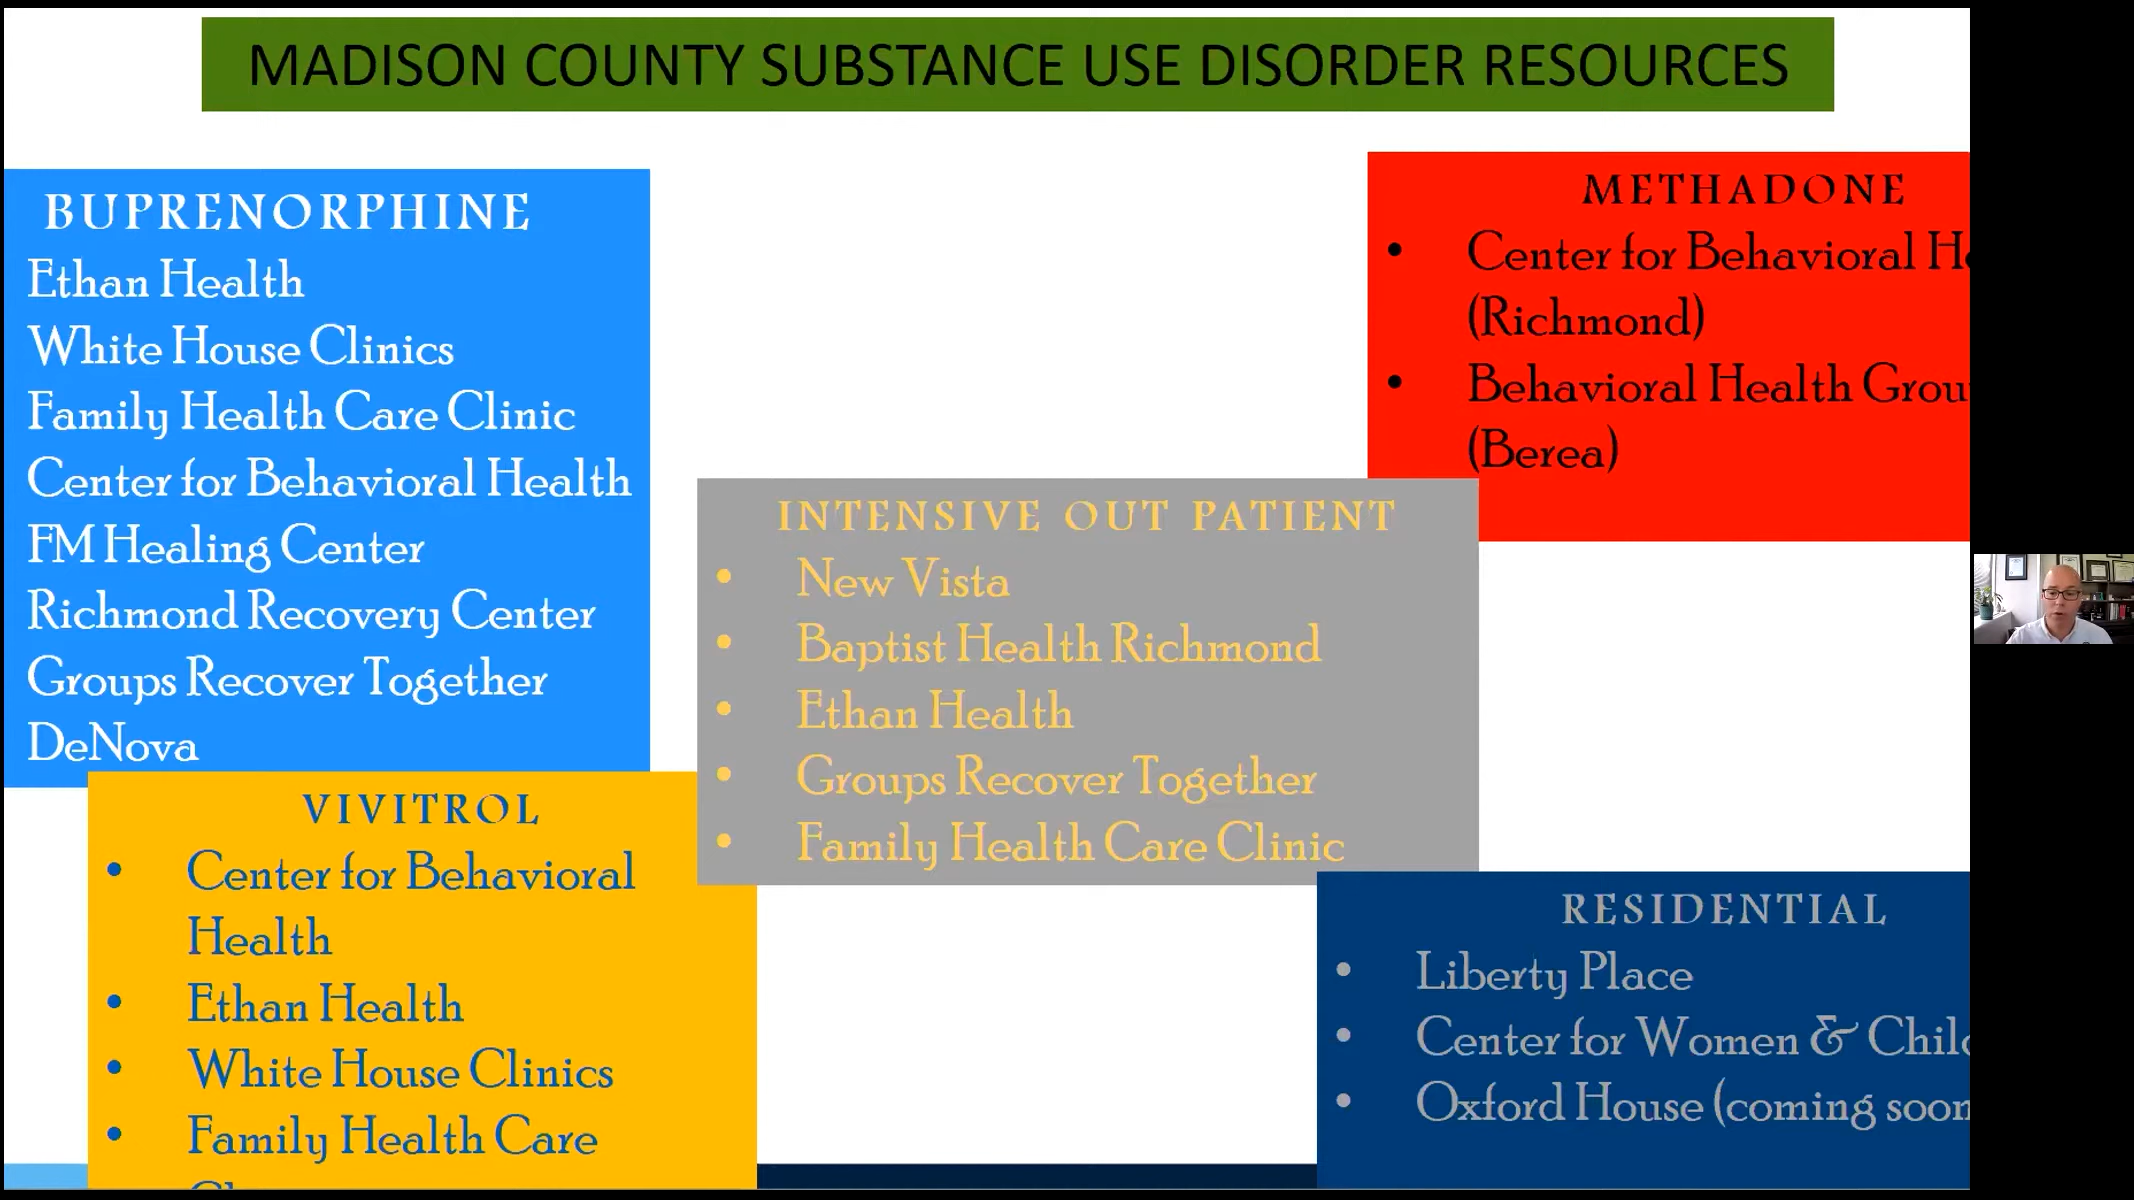 MADISON COUNTY SUBSTANCE USE DISORDER RESOURCES
BUPRENORPHINE
Ethan Health
White House Clinics
Family Health Care Clinic
Center for Behavioral Health
FM Healing Center
Richmond Recovery Center
Groups Recover Together
DeNova
METHADONE
• Center for Behavioral
(Richmond)
• Behavioral Health
(Berea)
INTENSIVE OUT PATIENT
• New Vista
• Baptist Health Richmond
• Ethan Health
• Groups Recover Together
• Family Health Care Clinic
VIVITROL
• Center for Behavioral
Health
• Ethan Health
• White House Clinics
• Family Health Care
RESIDENTIAL
• Liberty Place
• Center for Women &
• Oxford House (coming soon